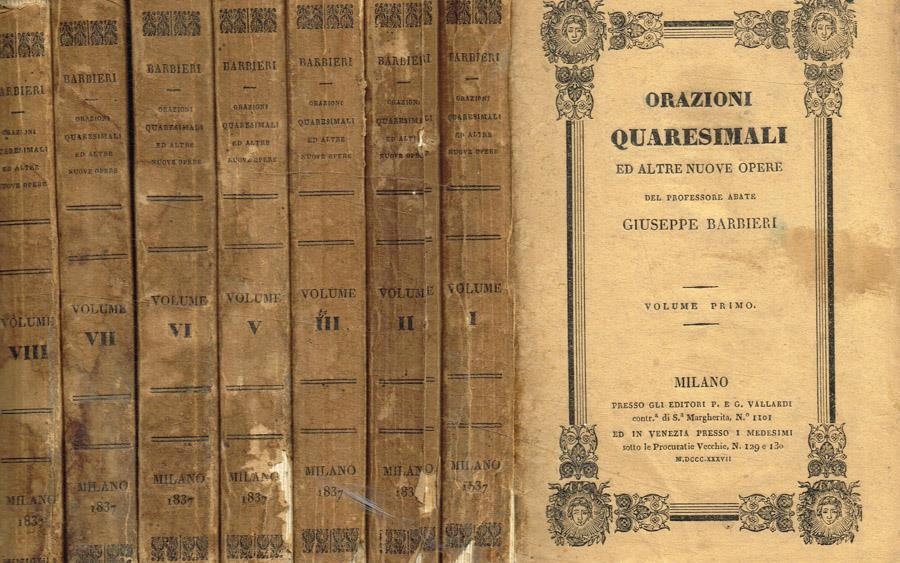 BARBIERI
ORAZIONI
QUARESIMALI
ED ALTRE
NUOVE OPERE
VOLUME
VIII
MILANO
183
BARBIERI
ORAZIONI
QUARESIMALI
ED ALTRE
NUOVE OPERE
VOLUME
VII
MILANO
1837
BARBIERI
ORAZIONI
QUARESIMALI
ED ALTRE
NUOVE OPERE
VOLUME
VI
MILANO
1837
BARBIERI
ORAZIONI
QUARESIMALI
ED ALTRE
NUOVE OPERE
VOLUME
V
MILANO
1837
BARBIERI
ORAZIONI
QUARESIMALI
ED ALTRE
NUOVE OPERE
VOLUME
III
MILANO
1837
BARBIERI
ORAZIONI
QUARESIMALI
ED ALTRE
NUOVE OPERE
VOLUME
II
MILANO
183
BARBIERI
ORAZIONI
QUARESIMALI
ED ALTRE
NUOVE OPERE
VOLUME
I
MILANO
1837
ORAZIONI
QUARESIMALI
ED ALTRE NUOVE OPERE
DEL PROFESSORE ABATE
GIUSEPPE BARBIERI
VOLUME PRIMO.
MILANO
PRESSO GLI EDITORI P. E G. VALLARDI
contr.ª di S.ª Margherita, N.º 1101
ED IN VENEZIA PRESSO I MEDESIMI
sotto le Procuratie Vecchie, N. 129 e 130
M.DCCC.XXXVII